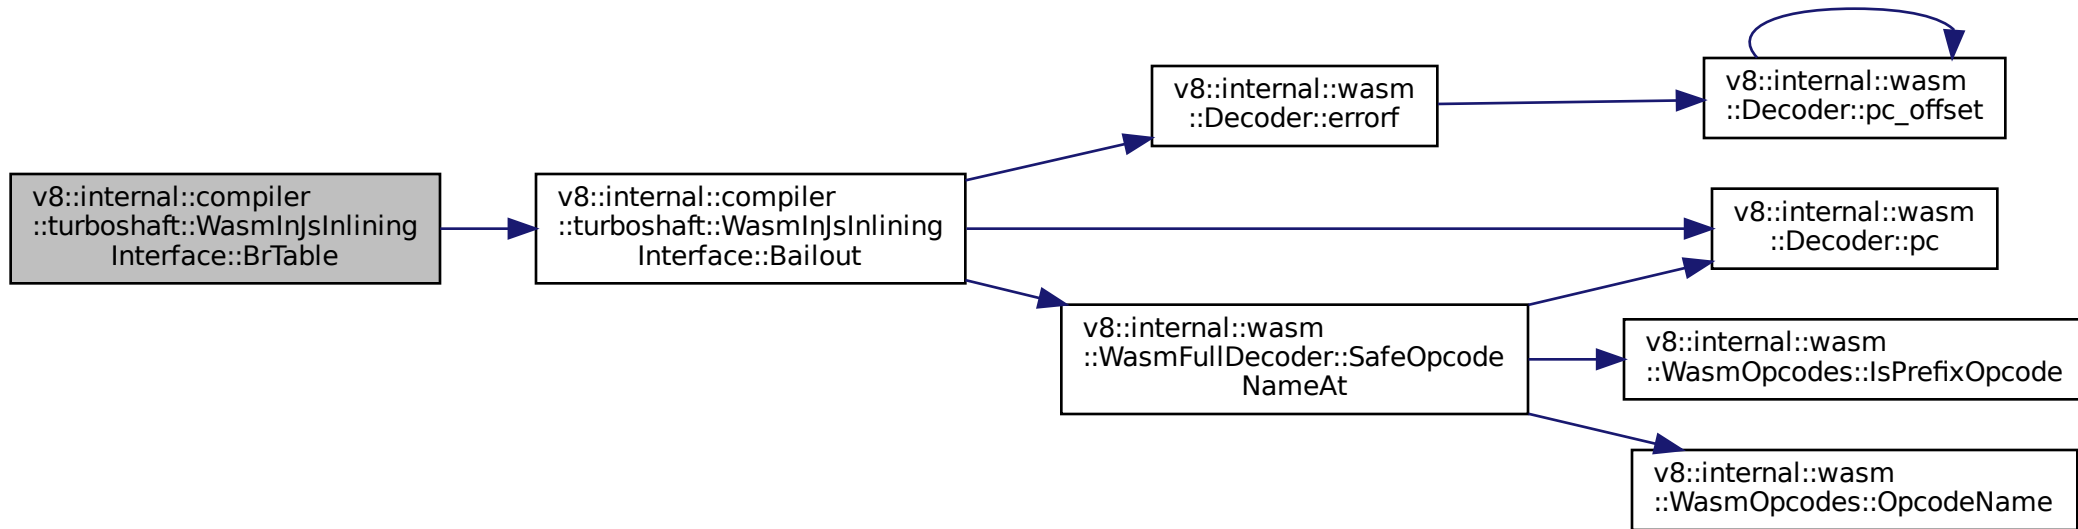 v8::internal::compiler
::turboshaft::WasmInJsInlining
Interface::BrTable
v8::internal::compiler
::turboshaft::WasmInJsInlining
Interface::Bailout
v8::internal::wasm
::Decoder::errorf
v8::internal::wasm
::Decoder::pc_offset
v8::internal::wasm
::Decoder::pc
v8::internal::wasm
::WasmFullDecoder::SafeOpcode
NameAt
v8::internal::wasm
::WasmOpcodes::IsPrefixOpcode
v8::internal::wasm
::WasmOpcodes::OpcodeName